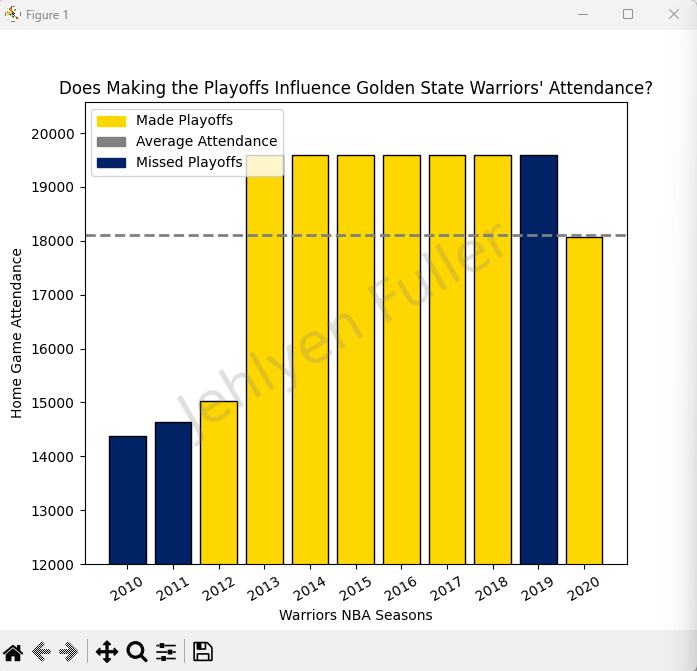 Figure 1
Does Making the Playoffs Influence Golden State Warriors' Attendance?
Made Playoffs
Average Attendance
Missed Playoffs
20000
19000
18000
17000
16000
15000
14000
13000
12000
Home Game Attendance
Jehlyen Fuller
2010 2011 2012 2013 2014 2015 2016 2017 2018 2019 2020
Warriors NBA Seasons